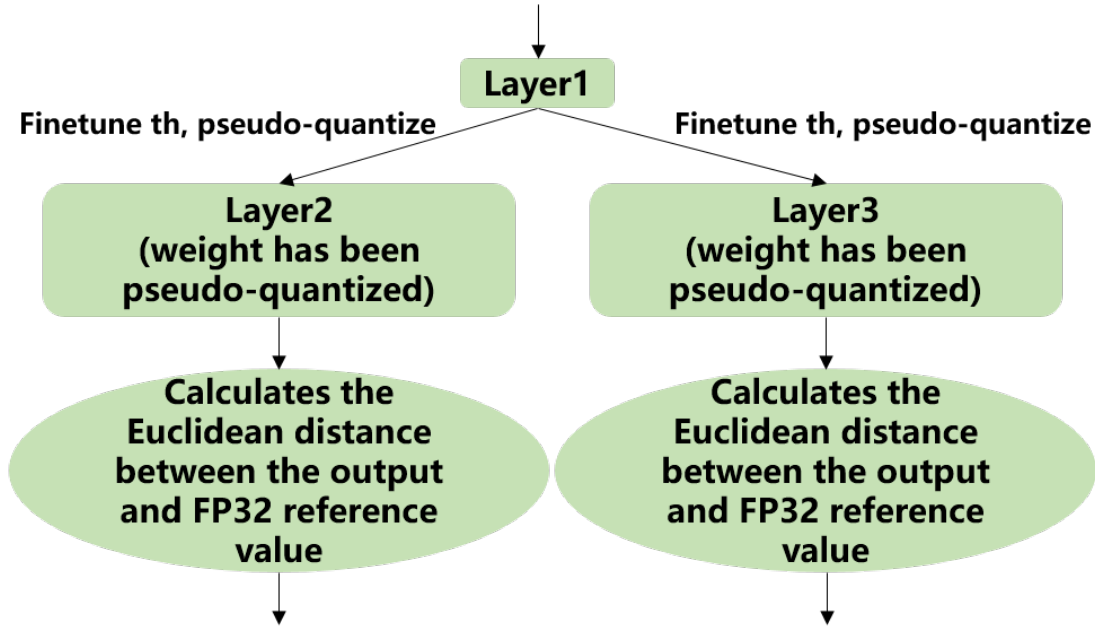 Layer1
Finetune th, pseudo-quantize
Finetune th, pseudo-quantize
Layer2
(weight has been
pseudo-quantized)
Layer3
(weight has been
pseudo-quantized)
Calculates the
Euclidean distance
between the output
and FP32 reference
value
Calculates the
Euclidean distance
between the output
and FP32 reference
value